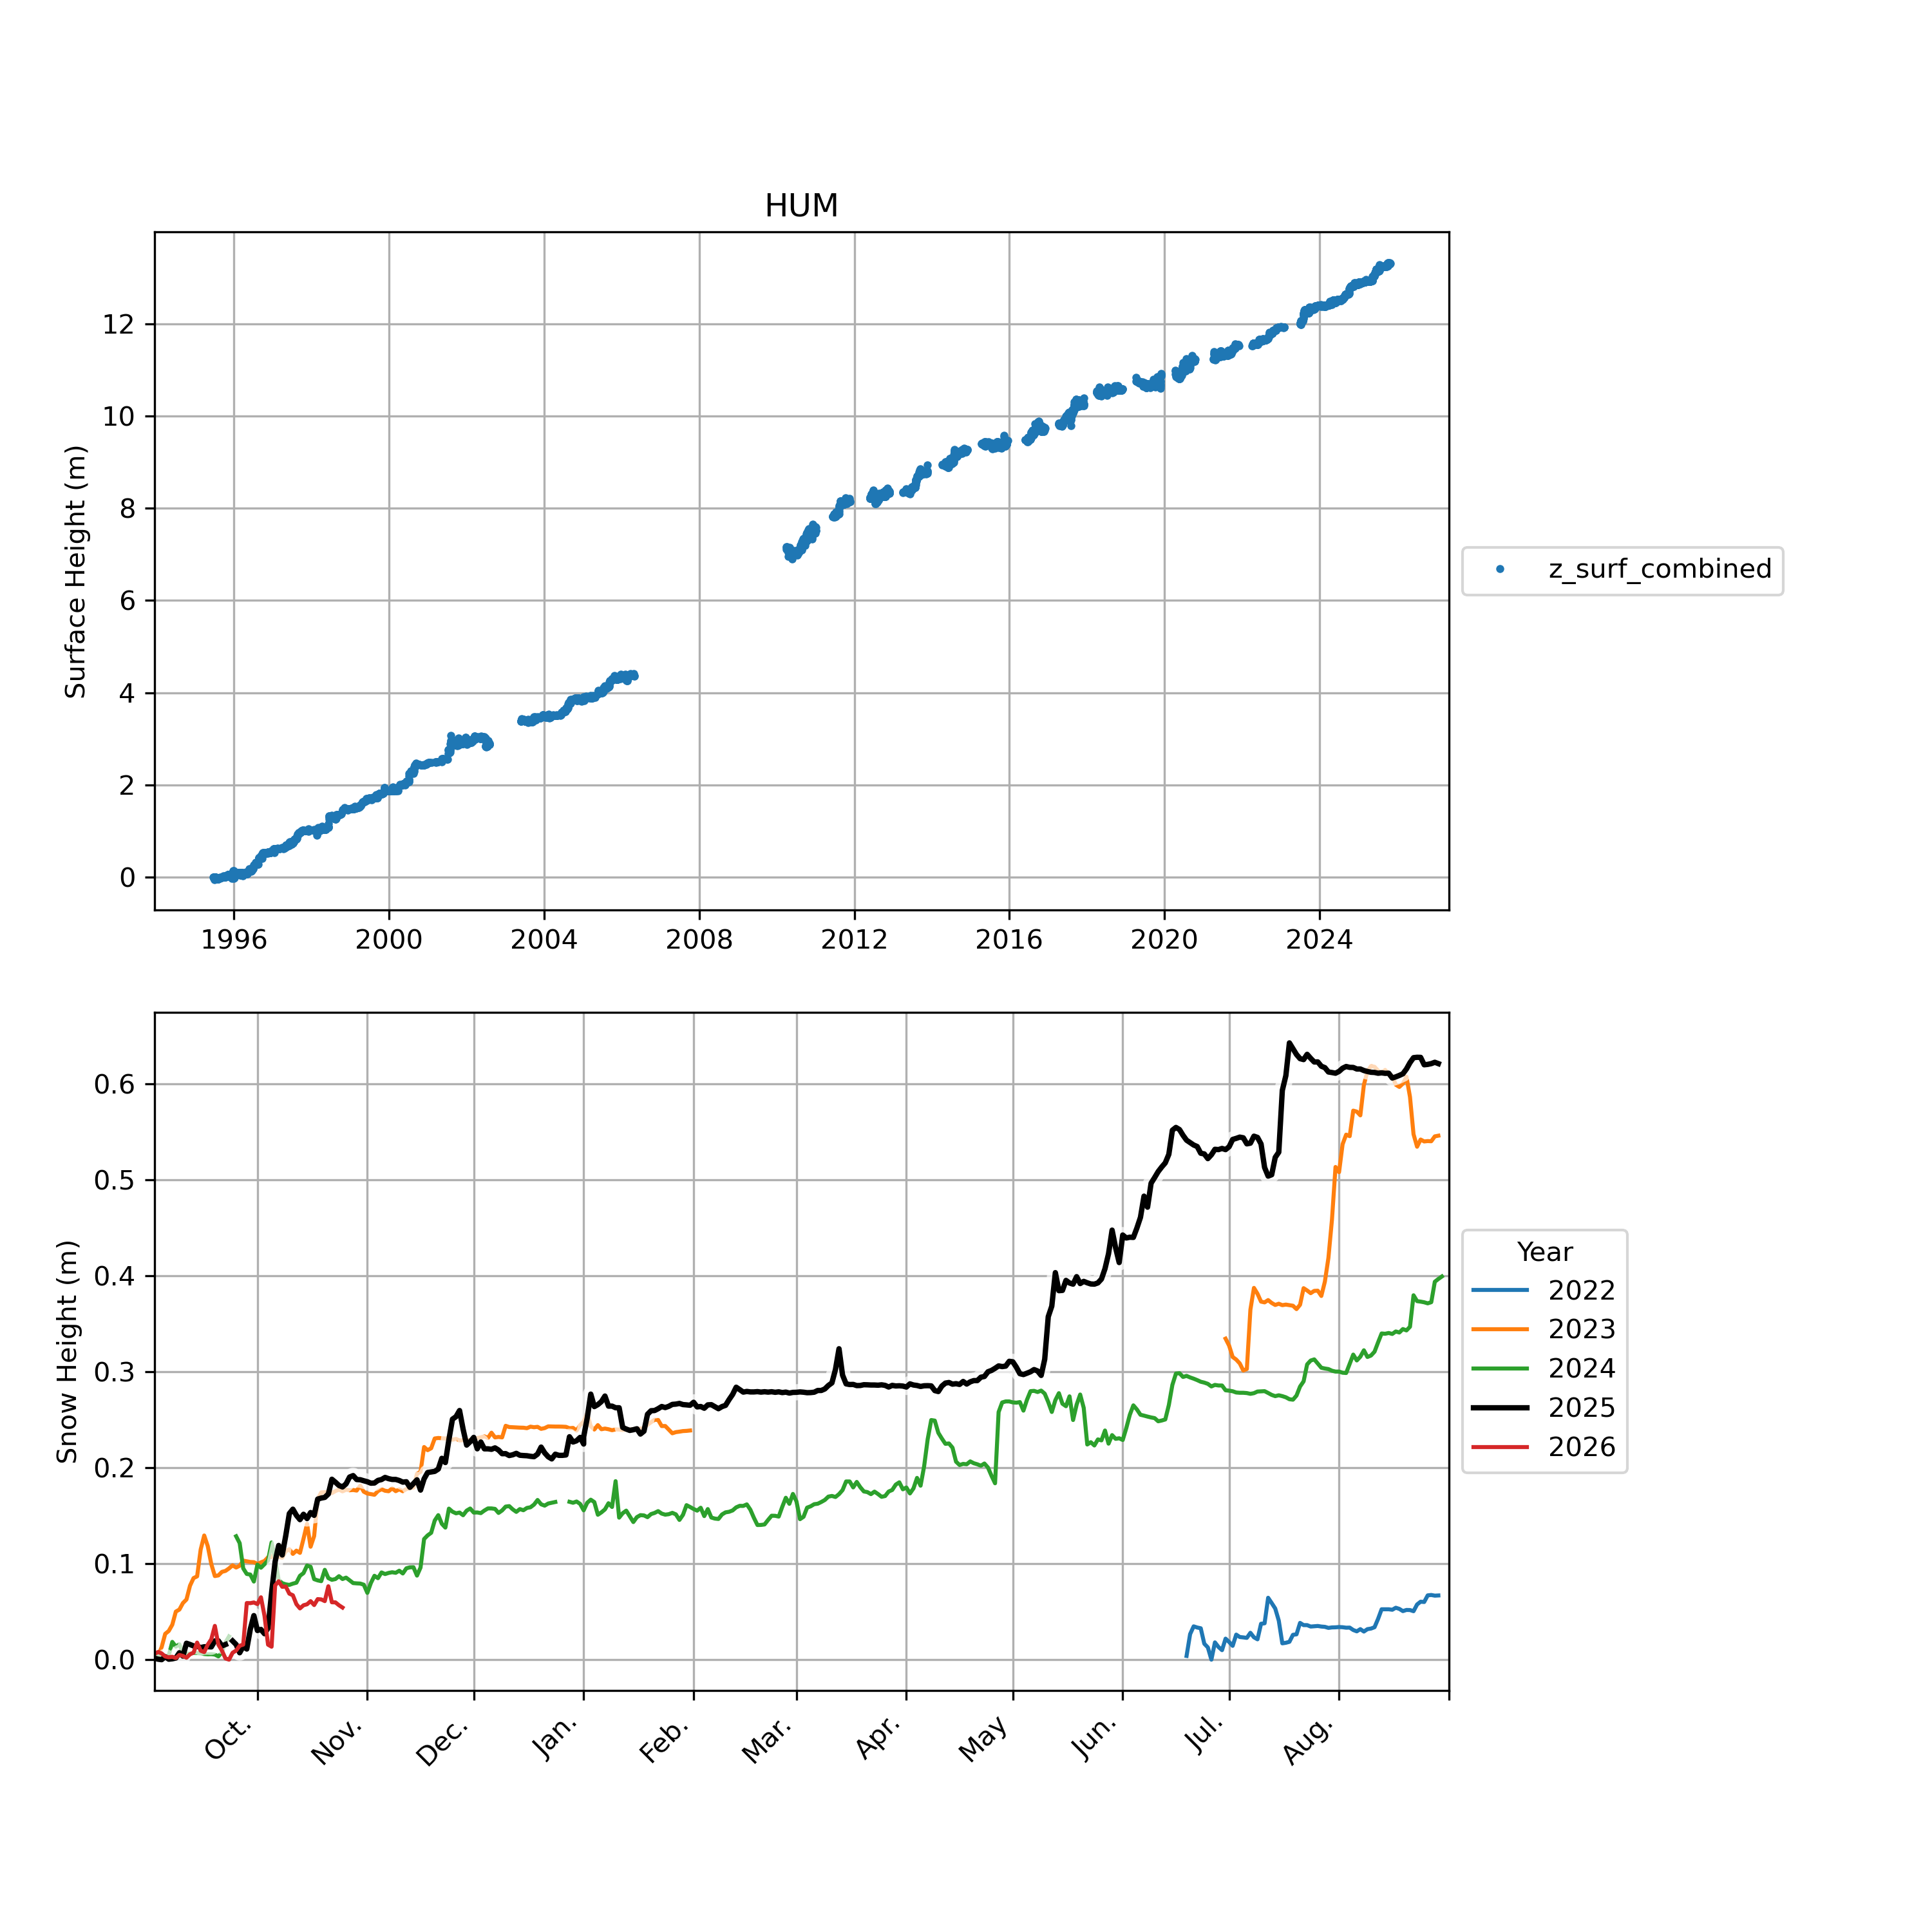 HUM
Surface Height (m)
12
10
8
6
4
2
0
1996 2000 2004 2008 2012 2016 2020 2024
z_surf_combined
Snow Height (m)
0.6
0.5
0.4
0.3
0.2
0.1
0.0
Oct. Nov. Dec. Jan. Feb. Mar. Apr. May Jun. Jul. Aug.
Year
2022
2023
2024
2025
2026